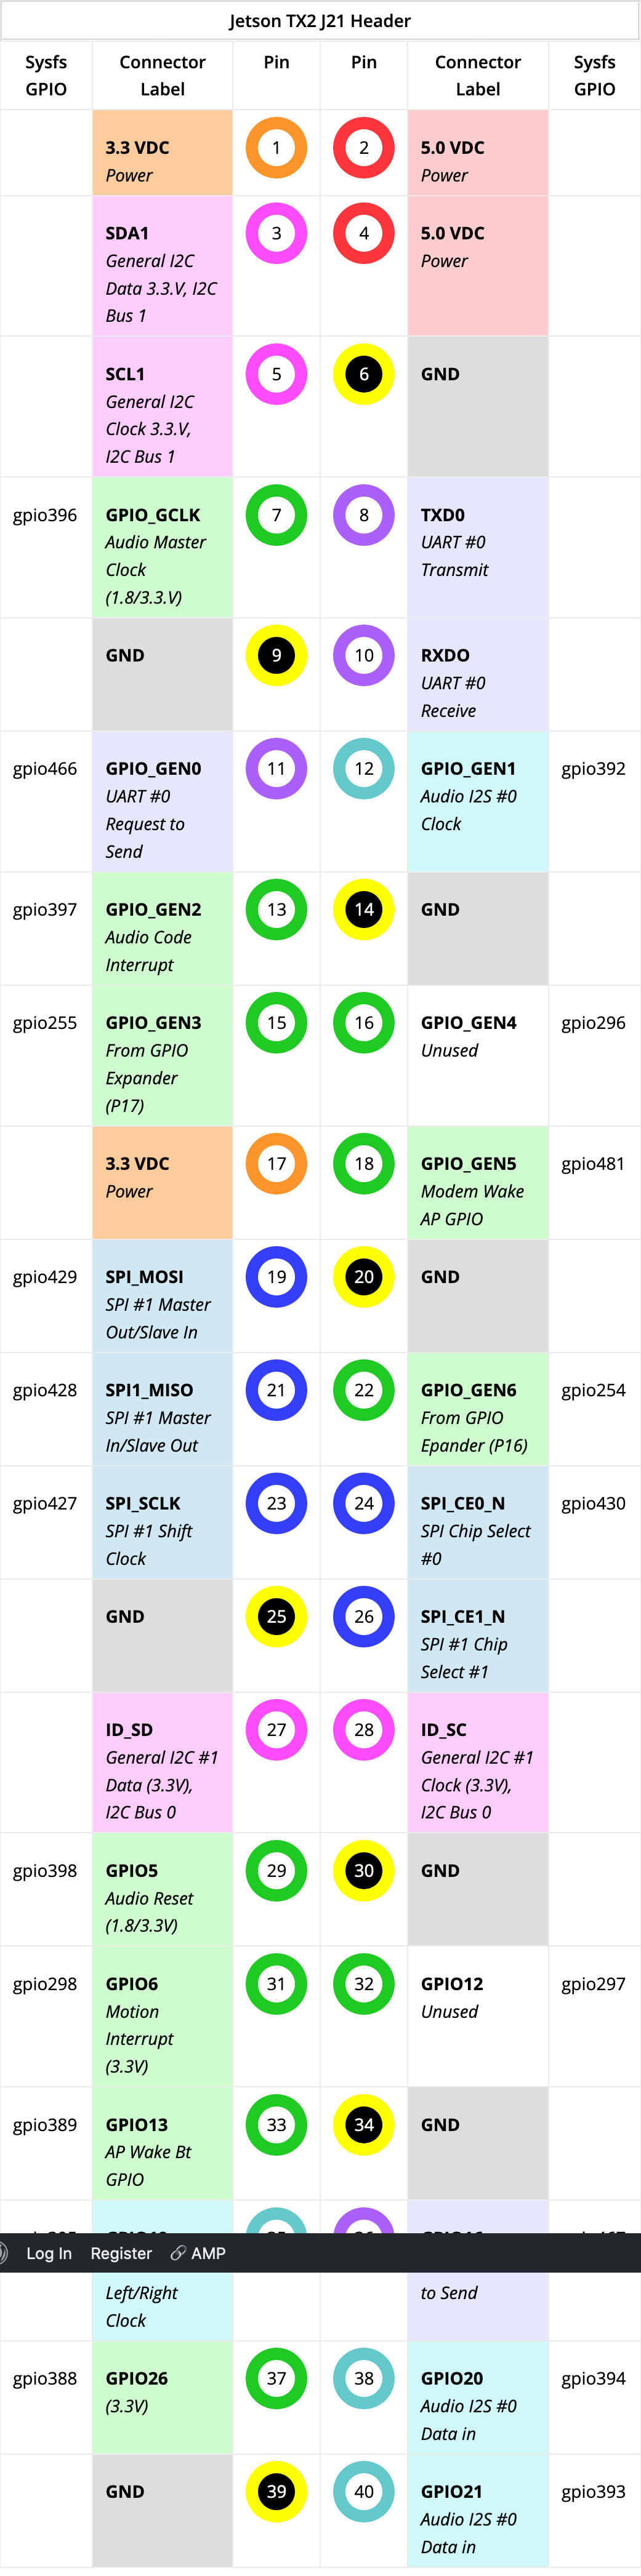 Jetson TX2 J21 Header
Sysfs GPIO Connector Label Pin Pin Connector Label Sysfs GPIO
3.3 VDC 1 2 5.0 VDC
Power Power
SDA1 3 4 5.0 VDC
General I2C Power
Data 3.3.V, I2C
Bus 1
SCL1 5 6 GND
General I2C
Clock 3.3.V,
I2C Bus 1
gpio396 GPIO_GCLK 7 8 TXD0
Audio Master UART #0
Clock Transmit
(1.8/3.3.V)
GND 9 10 RXDO
UART #0
Receive
gpio466 GPIO_GEN0 11 12 GPIO_GEN1 gpio392
UART #0 Audio I2S #0
Request to Clock
Send
gpio397 GPIO_GEN2 13 14 GND
Audio Code
Interrupt
gpio255 GPIO_GEN3 15 16 GPIO_GEN4 gpio296
From GPIO Unused
Expander
(P17)
3.3 VDC 17 18 GPIO_GEN5 gpio481
Power Modem Wake
AP GPIO
gpio429 SPI_MOSI 19 20 GND
SPI #1 Master
Out/Slave In
gpio428 SPI1_MISO 21 22 GPIO_GEN6 gpio254
SPI #1 Master From GPIO
In/Slave Out Epander (P16)
gpio427 SPI_SCLK 23 24 SPI_CE0_N gpio430
SPI #1 Shift SPI Chip Select
Clock #0
GND 25 26 SPI_CE1_N
SPI #1 Chip
Select #1
ID_SD 27 28 ID_SC
General I2C #1 General I2C #1
Data (3.3V), Clock (3.3V),
I2C Bus 0 I2C Bus 0
gpio398 GPIO5 29 30 GND
Audio Reset
(1.8/3.3V)
gpio298 GPIO6 31 32 GPIO12 gpio297
Motion Unused
Interrupt
(3.3V)
gpio389 GPIO13 33 34 GND
AP Wake Bt
GPIO
Log In Register AMP
Left/Right to Send
Clock
gpio388 GPIO26 37 38 GPIO20 gpio394
(3.3V) Audio I2S #0
Data in
GND 39 40 GPIO21 gpio393
Audio I2S #0
Data in